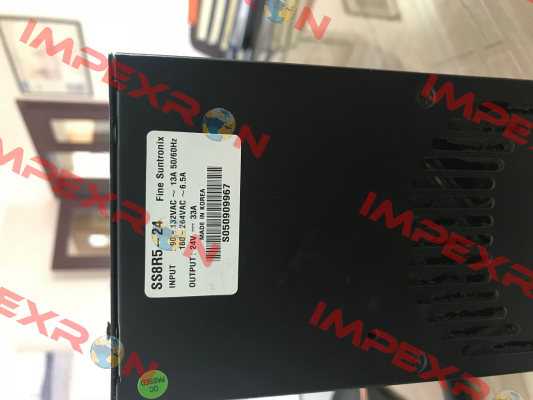 SS8R5-24 Fine Suntronix
INPUT : 90 - 132VAC ~ 13A 50/60Hz
180 - 264VAC ~ 6.5A
OUTPUT : 24V 33A
MADE IN KOREA
S050909967
QC
PASSED
IMPEXRON
IMPEXRON
IMPEXRON
IMPEXRON
IMPEXRON